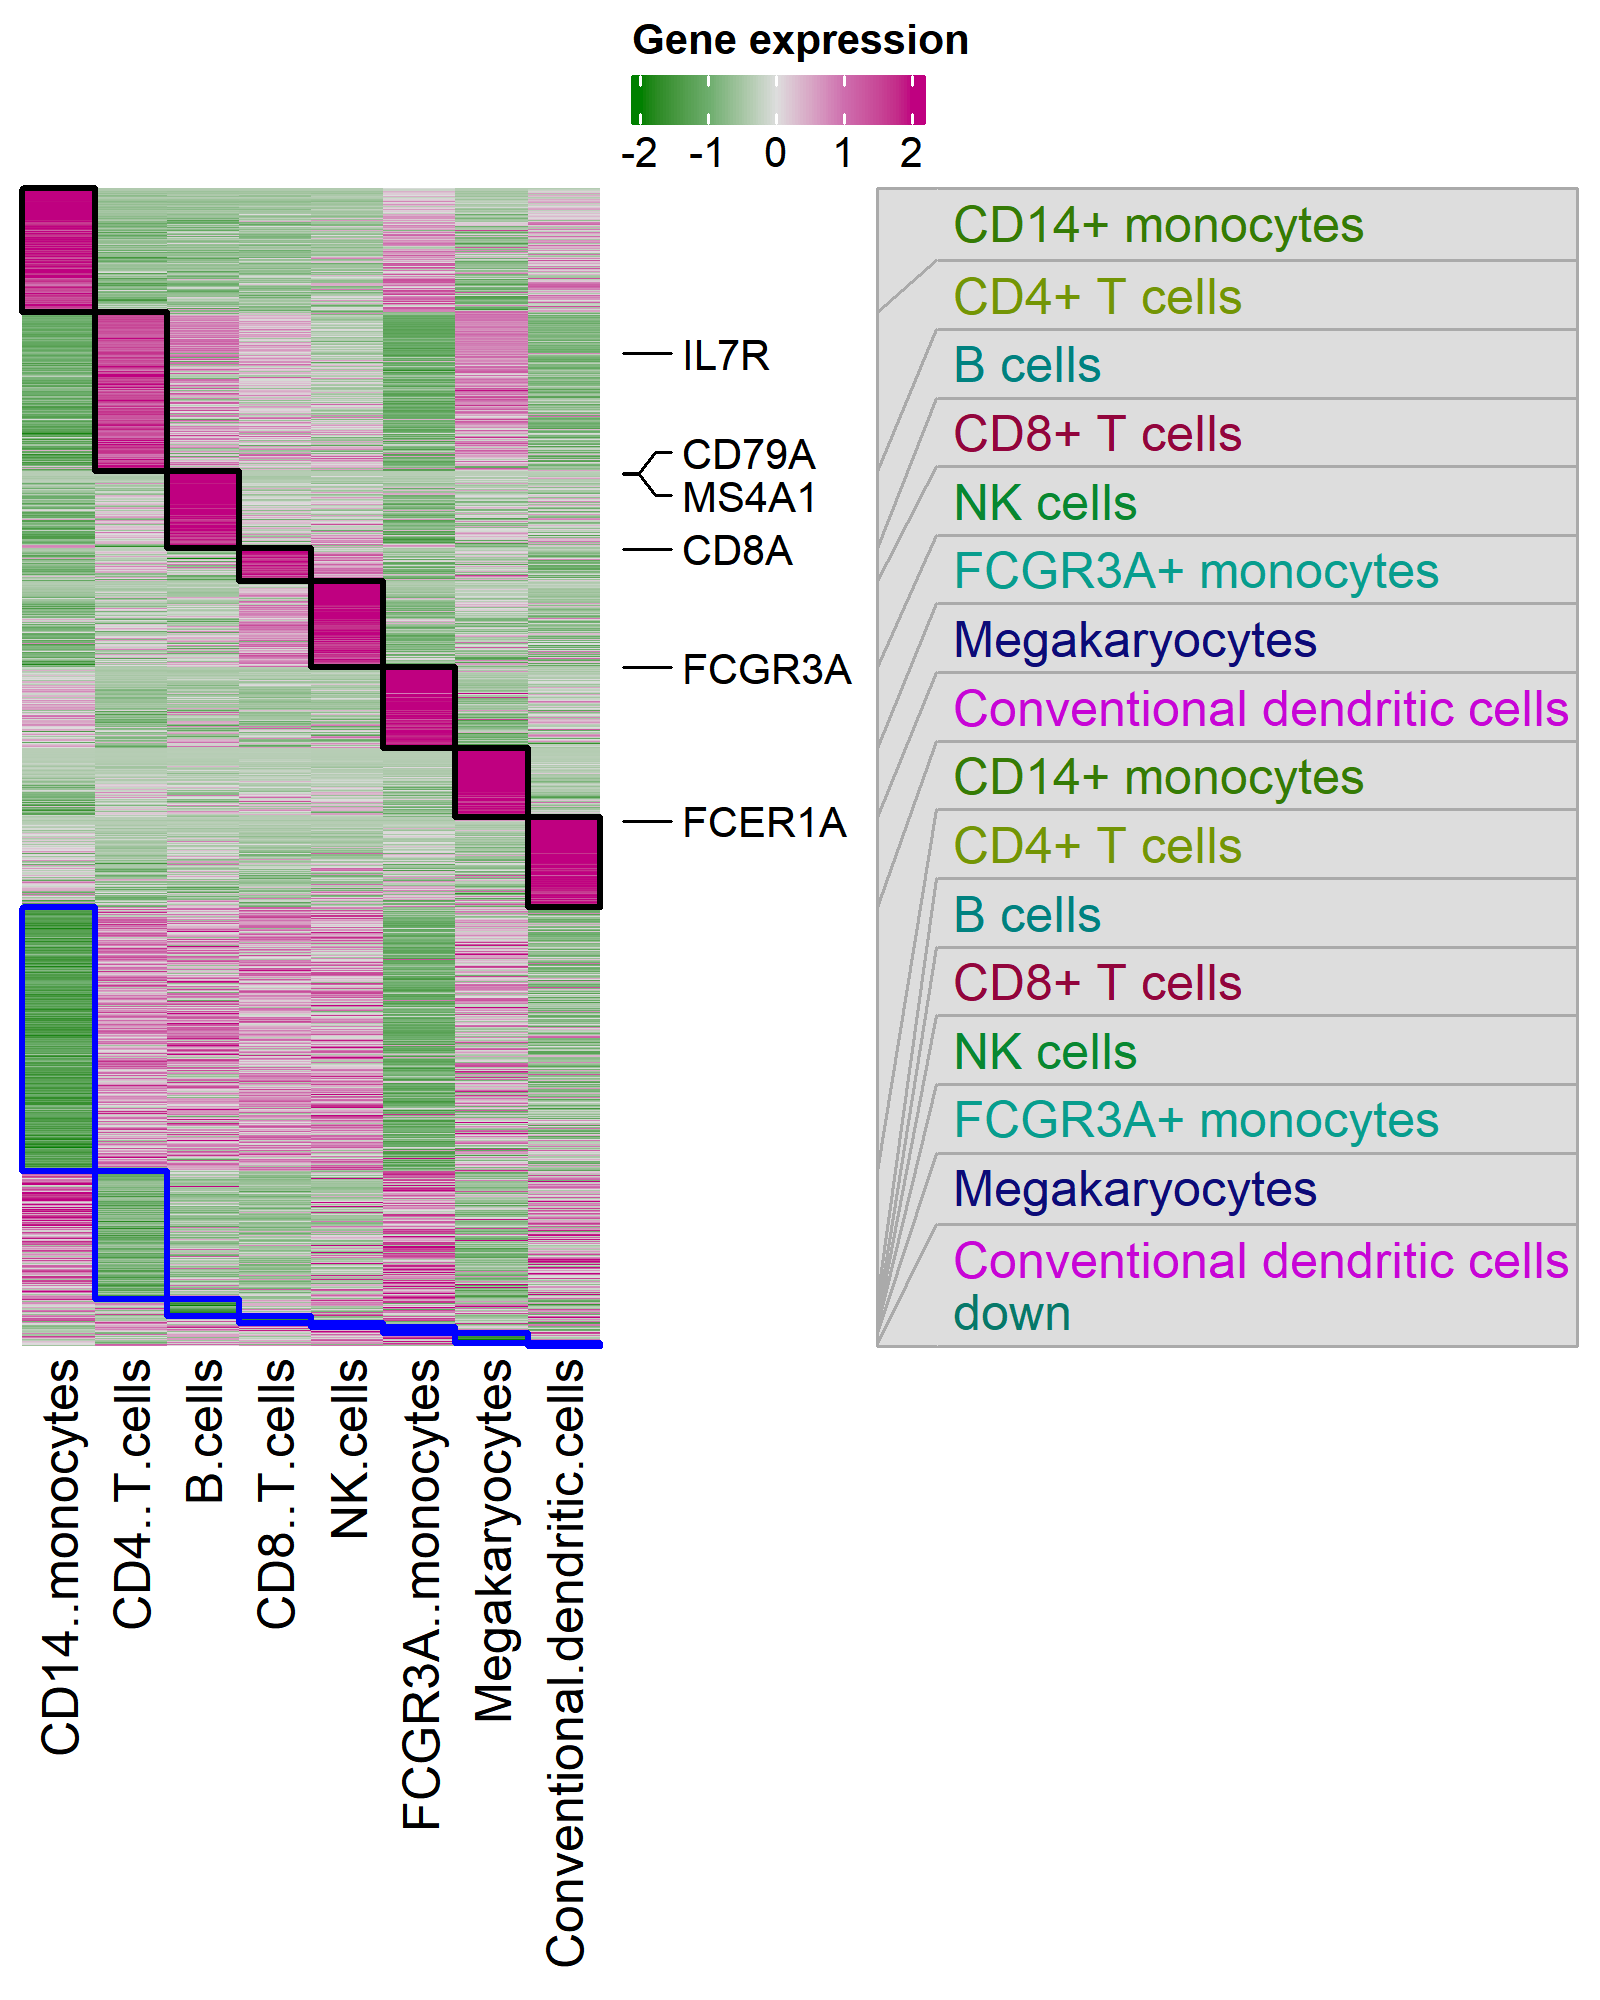 Gene expression
-2 -1 0 1 2
IL7R
CD79A
MS4A1
CD8A
FCGR3A
FCER1A
CD14+ monocytes
CD4+ T cells
B cells
CD8+ T cells
NK cells
FCGR3A+ monocytes
Megakaryocytes
Conventional dendritic cells
CD14+ monocytes
CD4+ T cells
B cells
CD8+ T cells
NK cells
FCGR3A+ monocytes
Megakaryocytes
Conventional dendritic cells
down
CD14..monocytes
CD4..T.cells
B.cells
CD8..T.cells
NK.cells
FCGR3A..monocytes
Megakaryocytes
Conventional.dendritic.cells